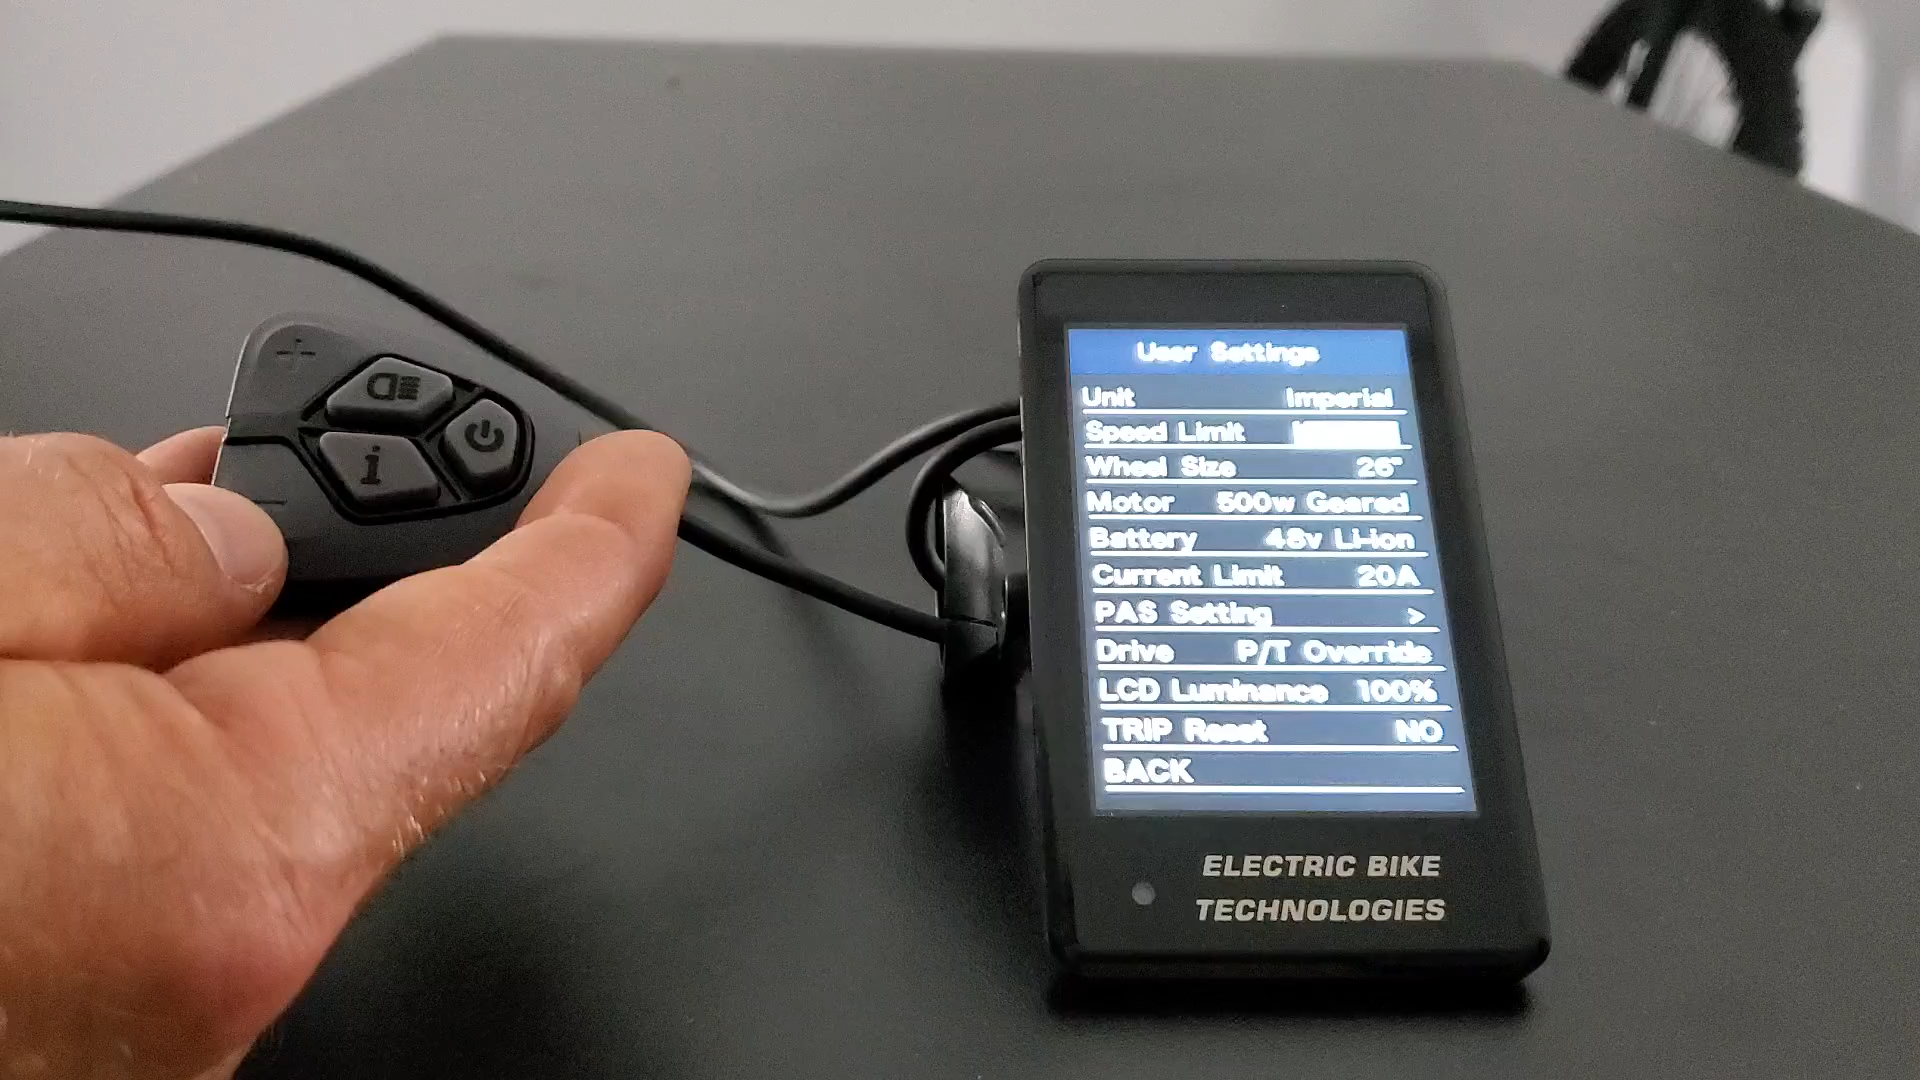 User Settings
Unit Imperial
Speed Limit
Wheel Size 26"
Motor 500w Geared
Battery 48v Li-ion
Current Limit 20A
PAS Setting >
Drive P/T Override
LCD Luminance 100%
TRIP Reset NO
BACK
ELECTRIC BIKE
TECHNOLOGIES
+
i
-